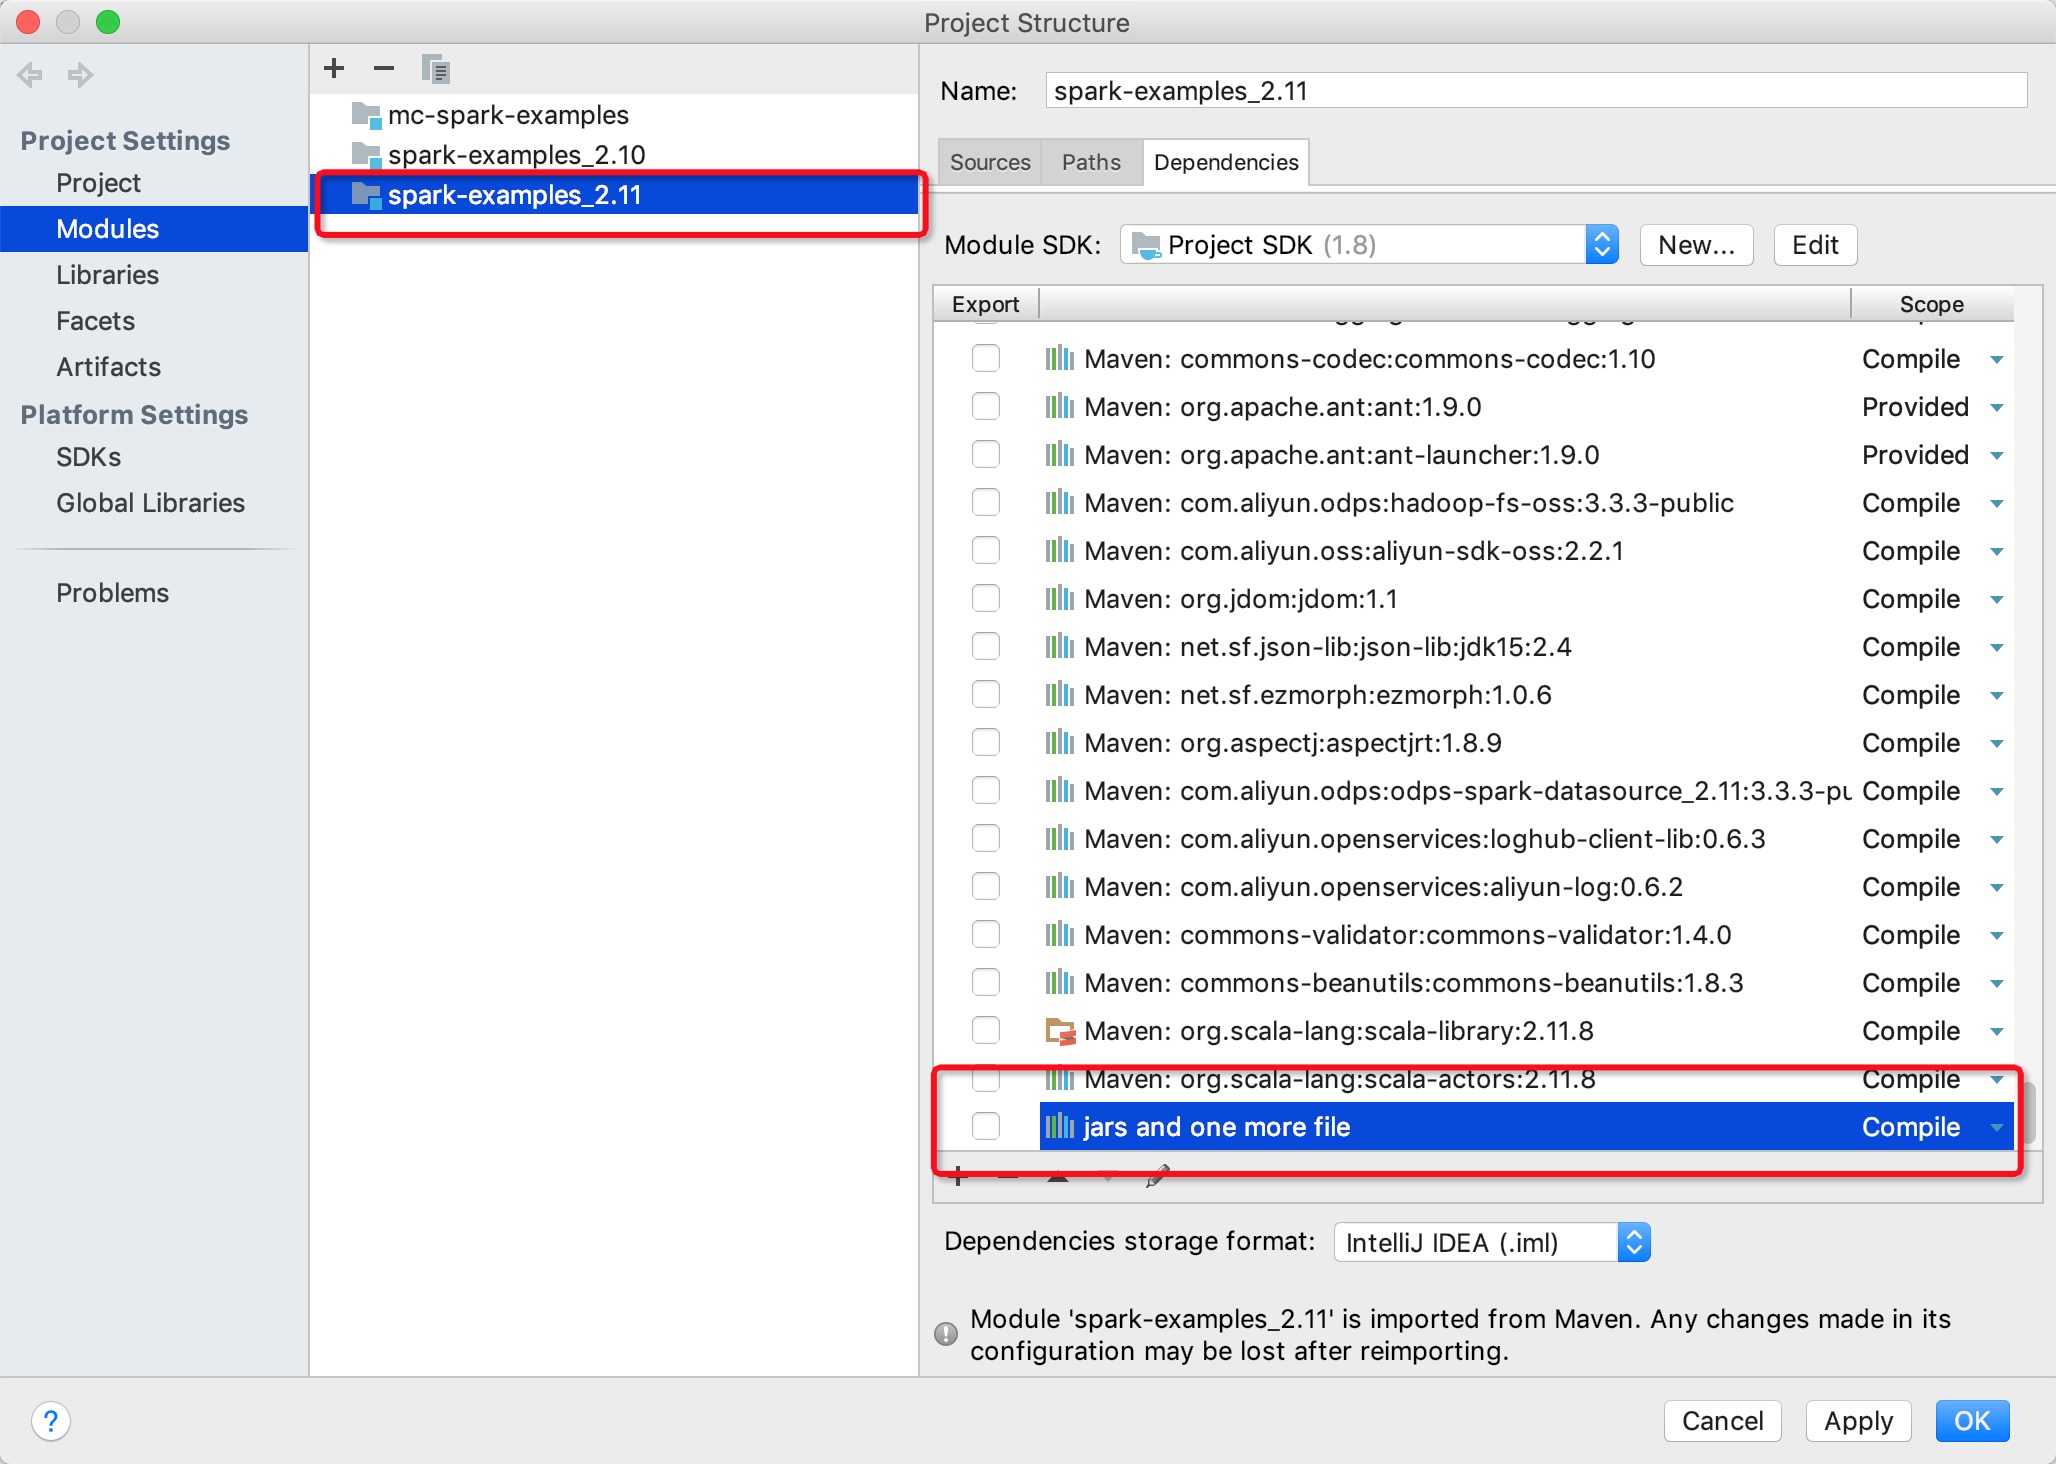 Project Structure
Project Settings
Project
Modules
Libraries
Facets
Artifacts
Platform Settings
SDKs
Global Libraries
Problems
mc-spark-examples
spark-examples_2.10
spark-examples_2.11
Name: spark-examples_2.11
Sources Paths Dependencies
Module SDK: Project SDK (1.8) New... Edit
Export Scope
Maven: commons-codec:commons-codec:1.10 Compile
Maven: org.apache.ant:ant:1.9.0 Provided
Maven: org.apache.ant:ant-launcher:1.9.0 Provided
Maven: com.aliyun.odps:hadoop-fs-oss:3.3.3-public Compile
Maven: com.aliyun.oss:aliyun-sdk-oss:2.2.1 Compile
Maven: org.jdom:jdom:1.1 Compile
Maven: net.sf.json-lib:json-lib:jdk15:2.4 Compile
Maven: net.sf.ezmorph:ezmorph:1.0.6 Compile
Maven: org.aspectj:aspectjrt:1.8.9 Compile
Maven: com.aliyun.odps:odps-spark-datasource_2.11:3.3.3-pu Compile
Maven: com.aliyun.openservices:loghub-client-lib:0.6.3 Compile
Maven: com.aliyun.openservices:aliyun-log:0.6.2 Compile
Maven: commons-validator:commons-validator:1.4.0 Compile
Maven: commons-beanutils:commons-beanutils:1.8.3 Compile
Maven: org.scala-lang:scala-library:2.11.8 Compile
Maven: org.scala-lang:scala-actors:2.11.8 Compile
jars and one more file Compile
Dependencies storage format: IntelliJ IDEA (.iml)
Module 'spark-examples_2.11' is imported from Maven. Any changes made in its
configuration may be lost after reimporting.
? Cancel Apply OK